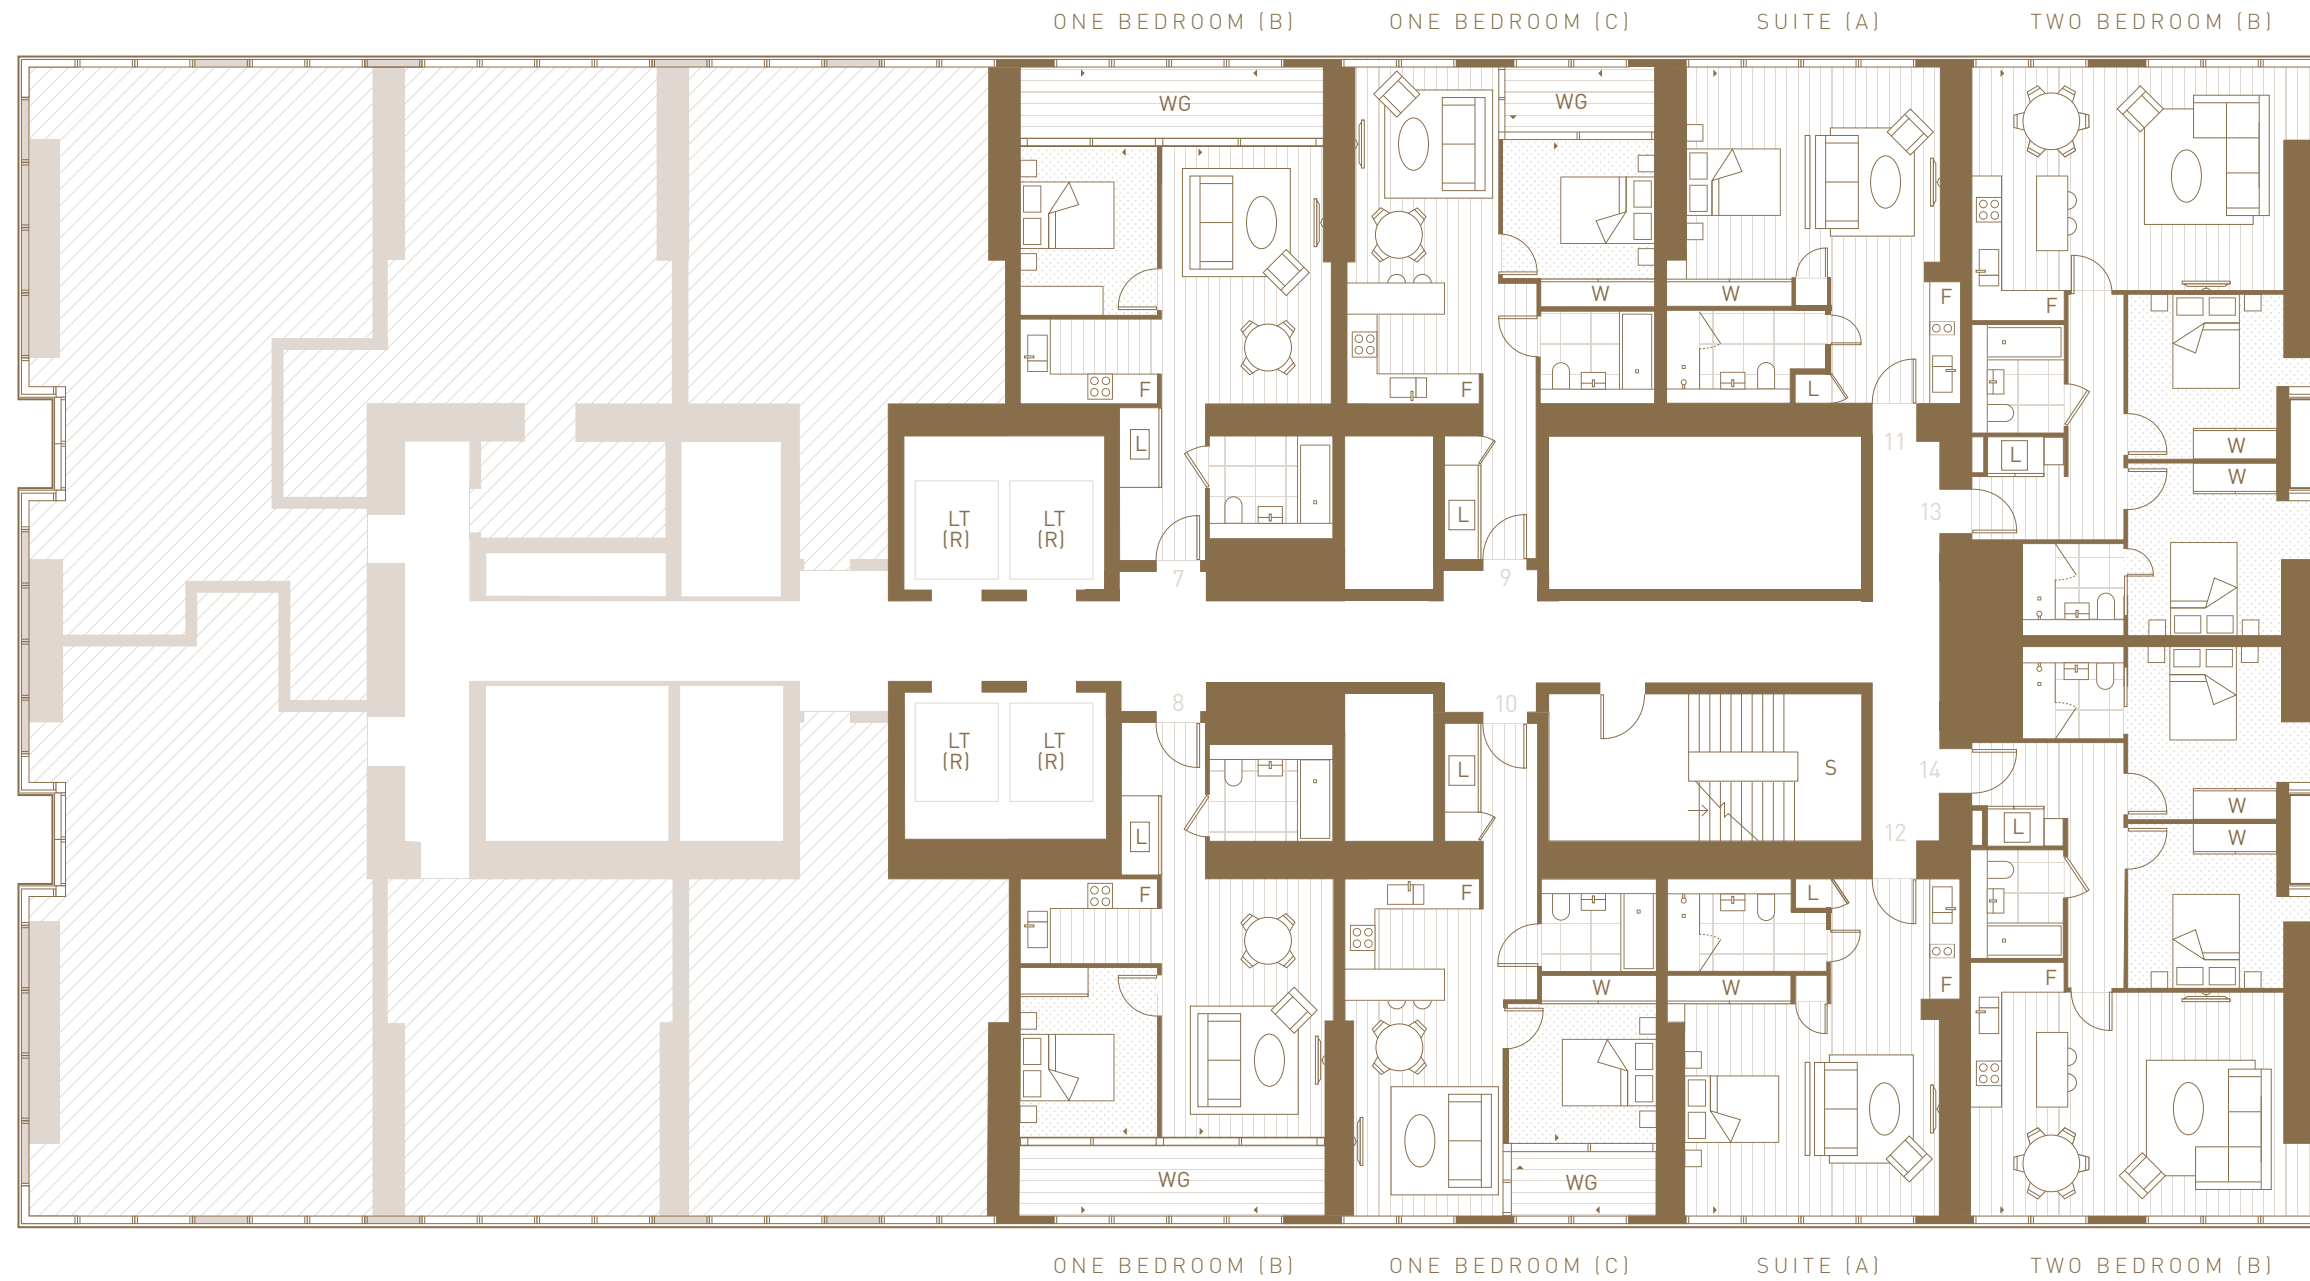 ONE BEDROOM (B)
ONE BEDROOM (C)
SUITE (A)
TWO BEDROOM (B)
WG
WG
W
W
F
F
F
F
L
L
L
L
W
W
11
13
LT
(R)
LT
(R)
7
9
8
10
LT
(R)
LT
(R)
L
L
S
14
12
L
W
W
F
F
L
F
F
W
W
WG
WG
ONE BEDROOM (B)
ONE BEDROOM (C)
SUITE (A)
TWO BEDROOM (B)